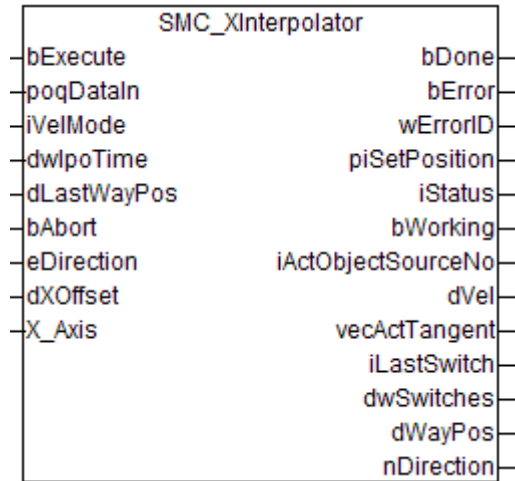 SMC_XInterpolator
bExecute bDone
poqDataIn bError
iVelMode wErrorID
dwIpoTime piSetPosition
dLastWayPos iStatus
bAbort bWorking
eDirection iActObjectSourceNo
dXOffset dVel
X_Axis vecActTangent
iLastSwitch
dwSwitches
dWayPos
nDirection